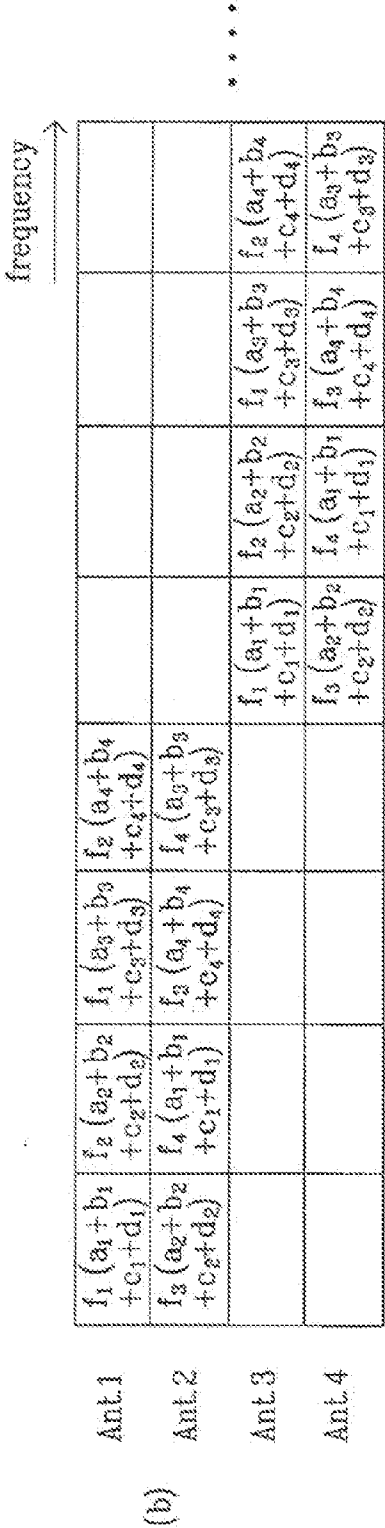 frequency
Ant.1
f₁(a₁+b₁
+c₁+d₁)
f₂(a₂+b₂
+c₂+d₂)
f₁(a₃+b₃
+c₃+d₃)
f₂(a₄+b₄
+c₄+d₄)
Ant.2
f₃(a₂+b₂
+c₂+d₂)
f₄(a₁+b₁
+c₁+d₁)
f₃(a₄+b₄
+c₄+d₄)
f₄(a₃+b₃
+c₃+d₃)
(b)
Ant.3
f₁(a₁+b₁
+c₁+d₁)
f₂(a₂+b₂
+c₂+d₂)
f₁(a₃+b₃
+c₃+d₃)
f₂(a₄+b₄
+c₄+d₄)
Ant.4
f₃(a₂+b₂
+c₂+d₂)
f₄(a₁+b₁
+c₁+d₁)
f₃(a₄+b₄
+c₄+d₄)
f₄(a₃+b₃
+c₃+d₃)